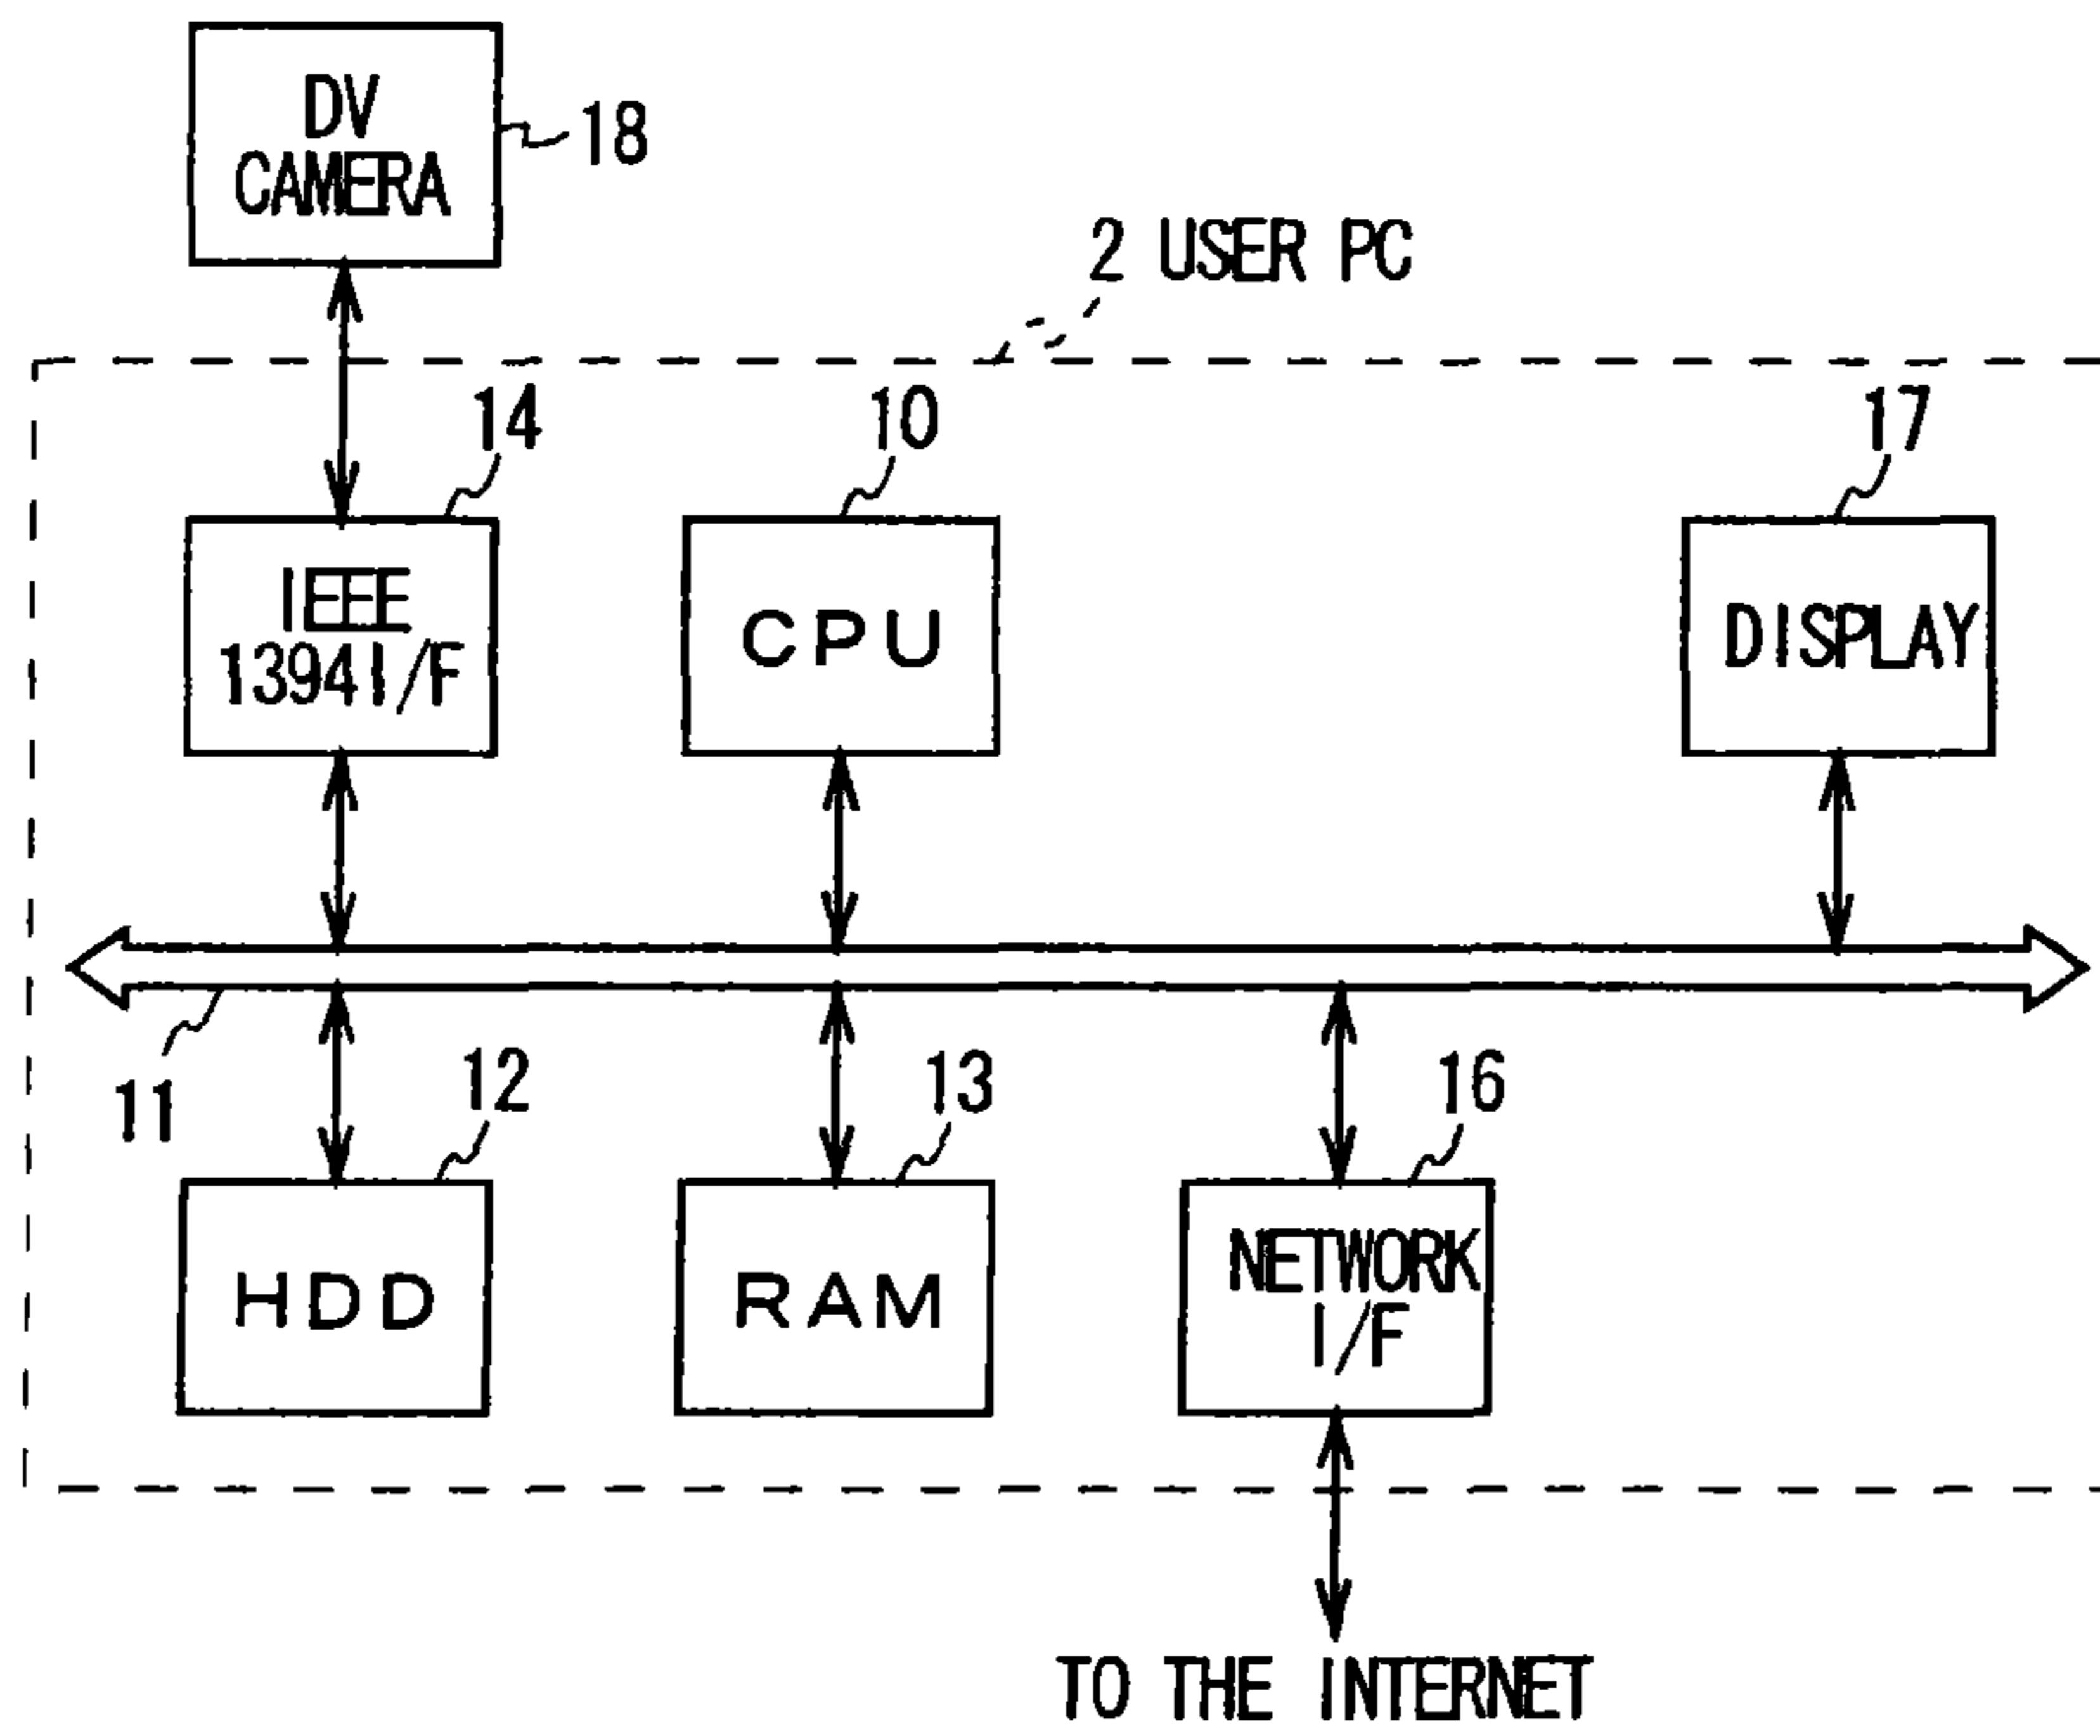 DV
CAMERA
18
2 USER PC
14
10
17
IEEE
1394 I/F
CPU
DISPLAY
11
12
13
16
HDD
RAM
NETWORK
I/F
TO THE INTERNET